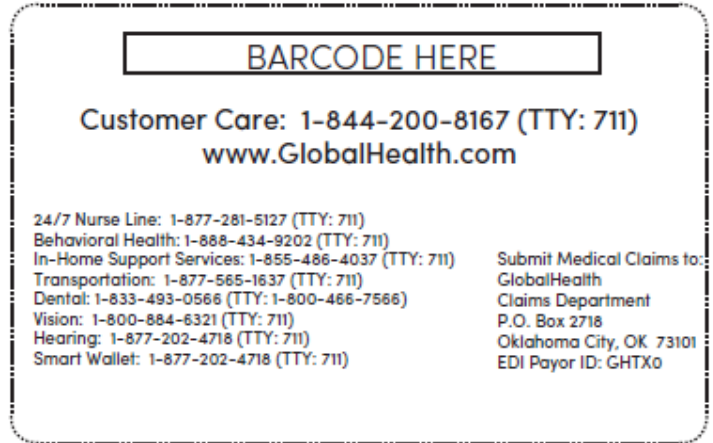 BARCODE HERE
Customer Care: 1-844-200-8167 (TTY: 711)
www.GlobalHealth.com
24/7 Nurse Line: 1-877-281-5127 (TTY: 711)
Behavioral Health: 1-888-434-9202 (TTY: 711)
In-Home Support Services: 1-855-486-4037 (TTY: 711)
Transportation: 1-877-565-1637 (TTY: 711)
Dental: 1-833-493-0566 (TTY: 1-800-466-7566)
Vision: 1-800-884-6321 (TTY: 711)
Hearing: 1-877-202-4718 (TTY: 711)
Smart Wallet: 1-877-202-4718 (TTY: 711)
Submit Medical Claims to:
GlobalHealth
Claims Department
P.O. Box 2718
Oklahoma City, OK 73101
EDI Payor ID: GHTX0